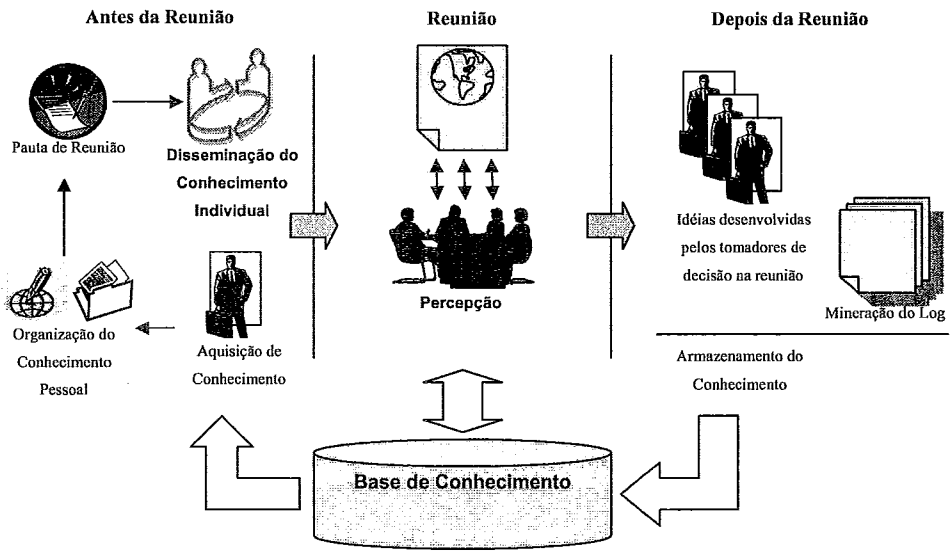 Antes da Reunião
Reunião
Depois da Reunião
Pauta de Reunião
Disseminação do
Conhecimento
Individual
Organização do
Conhecimento
Pessoal
Aquisição de
Conhecimento
Percepção
Idéias desenvolvidas
pelos tomadores de
decisão na reunião
Mineração do Log
Armazenamento do
Conhecimento
Base de Conhecimento